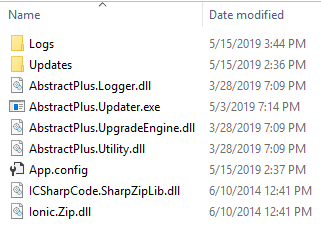 Name Date modified
Logs 5/15/2019 3:44 PM
Updates 5/15/2019 2:36 PM
AbstractPlus.Logger.dll 3/28/2019 7:09 PM
AbstractPlus.Updater.exe 5/3/2019 7:14 PM
AbstractPlus.UpgradeEngine.dll 3/28/2019 7:09 PM
AbstractPlus.Utility.dll 3/28/2019 7:09 PM
App.config 5/15/2019 2:37 PM
ICSharpCode.SharpZipLib.dll 6/10/2014 12:41 PM
Ionic.Zip.dll 6/10/2014 12:41 PM